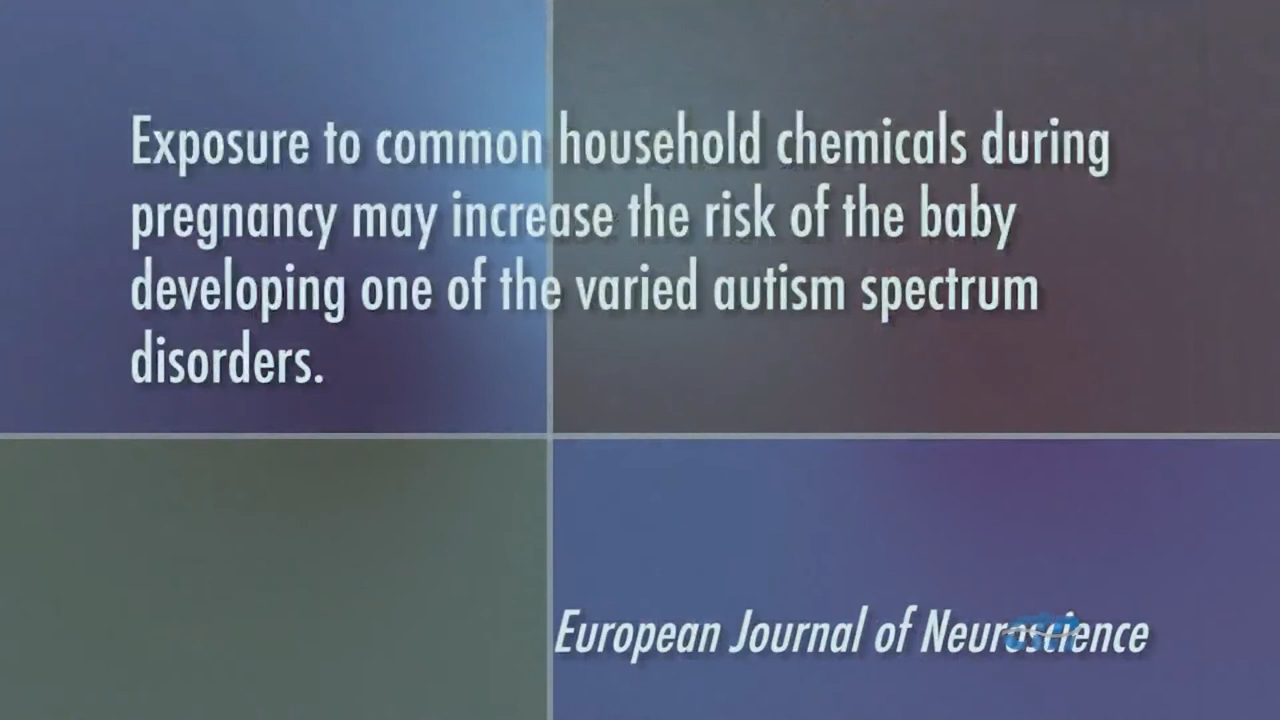 Exposure to common household chemicals during
pregnancy may increase the risk of the baby
developing one of the varied autism spectrum
disorders.
European Journal of Neuroscience